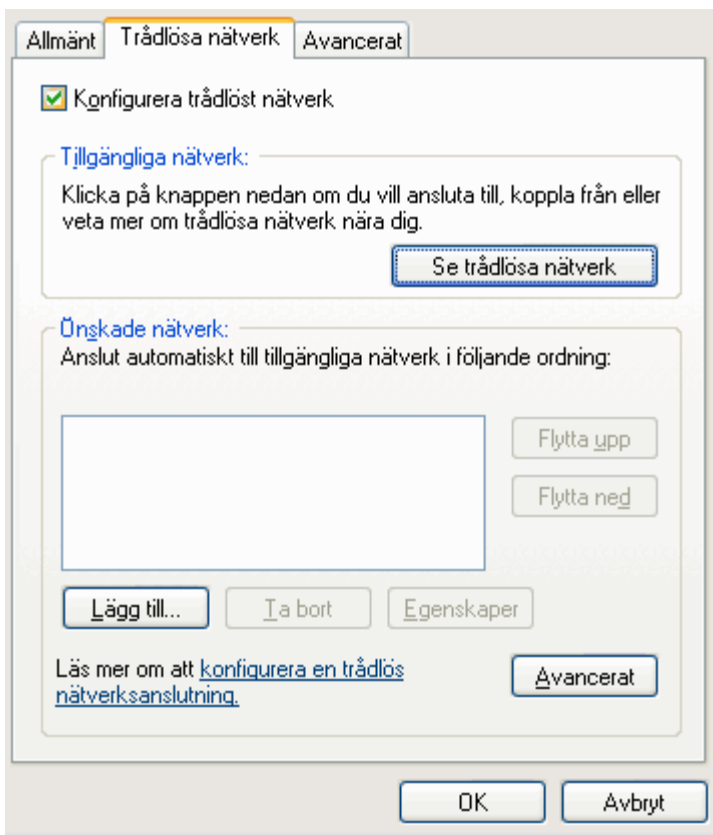 Allmänt Trådlösa nätverk Avancerat
Konfigurera trådlöst nätverk
Tillgängliga nätverk:
Klicka på knappen nedan om du vill ansluta till, koppla från eller
veta mer om trådlösa nätverk nära dig.
Se trådlösa nätverk
Önskade nätverk:
Anslut automatiskt till tillgängliga nätverk i följande ordning:
Flytta upp
Flytta ned
Lägg till... Ta bort Egenskaper
Läs mer om att konfigurera en trådlös
nätverksanslutning.
Avancerat
OK Avbryt